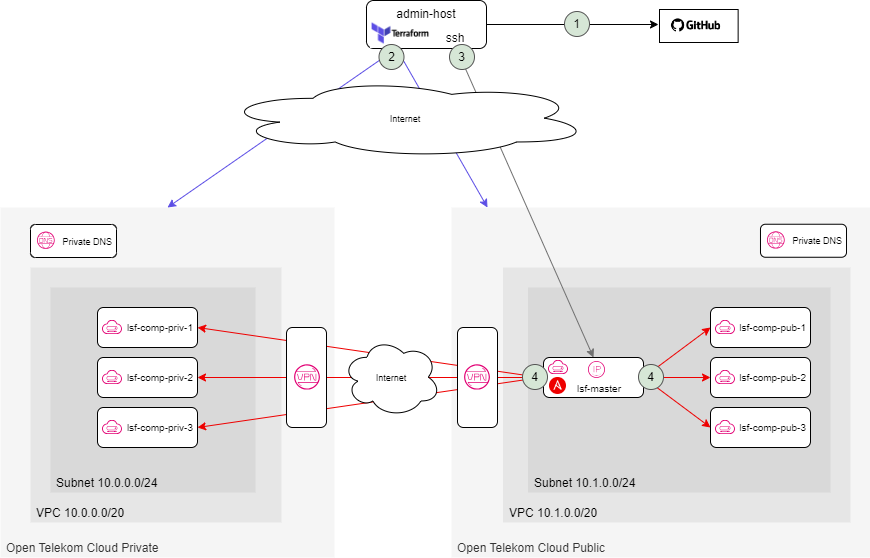 admin-host
Terraform
ssh
1
GitHub
2
3
Internet
DNS
Private DNS
DNS
Private DNS
lsf-comp-priv-1
lsf-comp-pub-1
VPN
Internet
VPN
IP
lsf-comp-priv-2
4
lsf-master
4
lsf-comp-pub-2
lsf-comp-priv-3
lsf-comp-pub-3
Subnet 10.0.0.0/24
Subnet 10.1.0.0/24
VPC 10.0.0.0/20
VPC 10.1.0.0/20
Open Telekom Cloud Private
Open Telekom Cloud Public